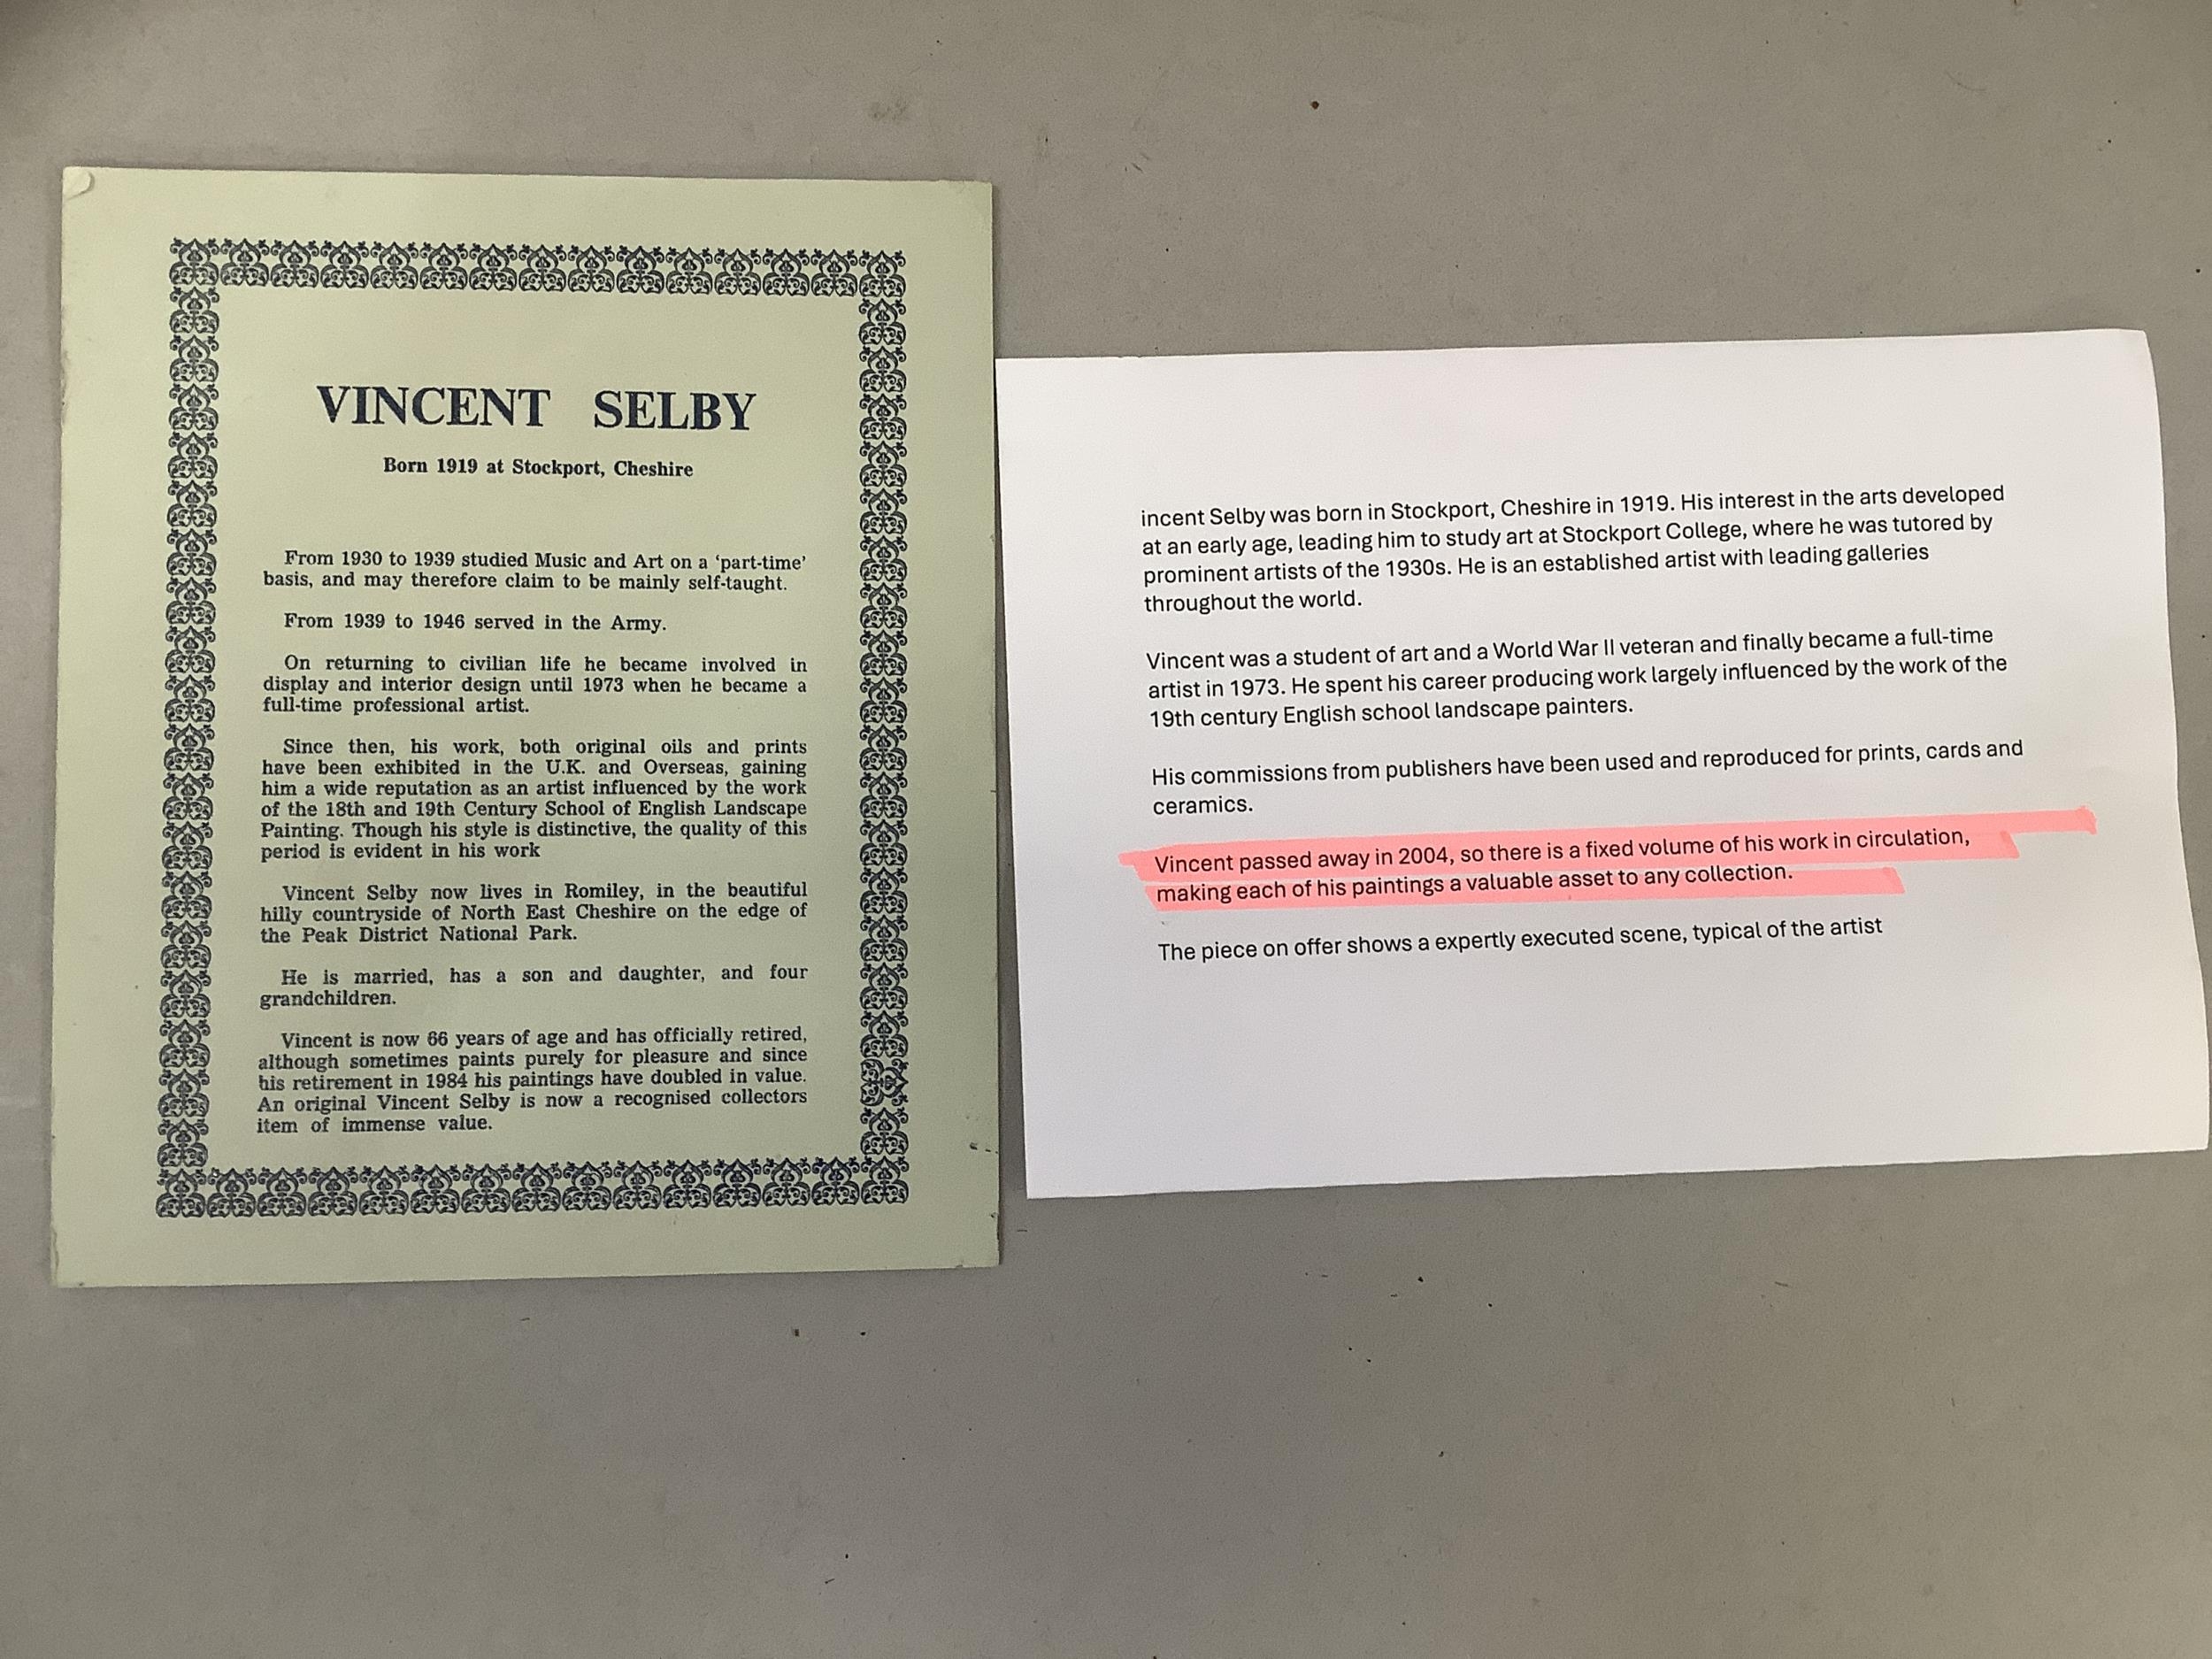 VINCENT SELBY
Born 1919 at Stockport, Cheshire
From 1930 to 1939 studied Music and Art on a ‘part-time’
basis, and may therefore claim to be mainly self-taught.
From 1939 to 1946 served in the Army.
On returning to civilian life he became involved in
display and interior design until 1973 when he became a
full-time professional artist.
Since then, his work, both original oils and prints
have been exhibited in the U.K. and Overseas, gaining
him a wide reputation as an artist influenced by the work
of the 18th and 19th Century School of English Landscape
Painting. Though his style is distinctive, the quality of this
period is evident in his work
Vincent Selby now lives in Romiley, in the beautiful
hilly countryside of North East Cheshire on the edge of
the Peak District National Park.
He is married, has a son and daughter, and four
grandchildren.
Vincent is now 66 years of age and has officially retired,
although sometimes paints purely for pleasure and since
his retirement in 1984 his paintings have doubled in value.
An original Vincent Selby is now a recognised collectors
item of immense value.
incent Selby was born in Stockport, Cheshire in 1919. His interest in the arts developed
at an early age, leading him to study art at Stockport College, where he was tutored by
prominent artists of the 1930s. He is an established artist with leading galleries
throughout the world.
Vincent was a student of art and a World War II veteran and finally became a full-time
artist in 1973. He spent his career producing work largely influenced by the work of the
19th century English school landscape painters.
His commissions from publishers have been used and reproduced for prints, cards and
ceramics.
Vincent passed away in 2004, so there is a fixed volume of his work in circulation,
making each of his paintings a valuable asset to any collection.
The piece on offer shows a expertly executed scene, typical of the artist